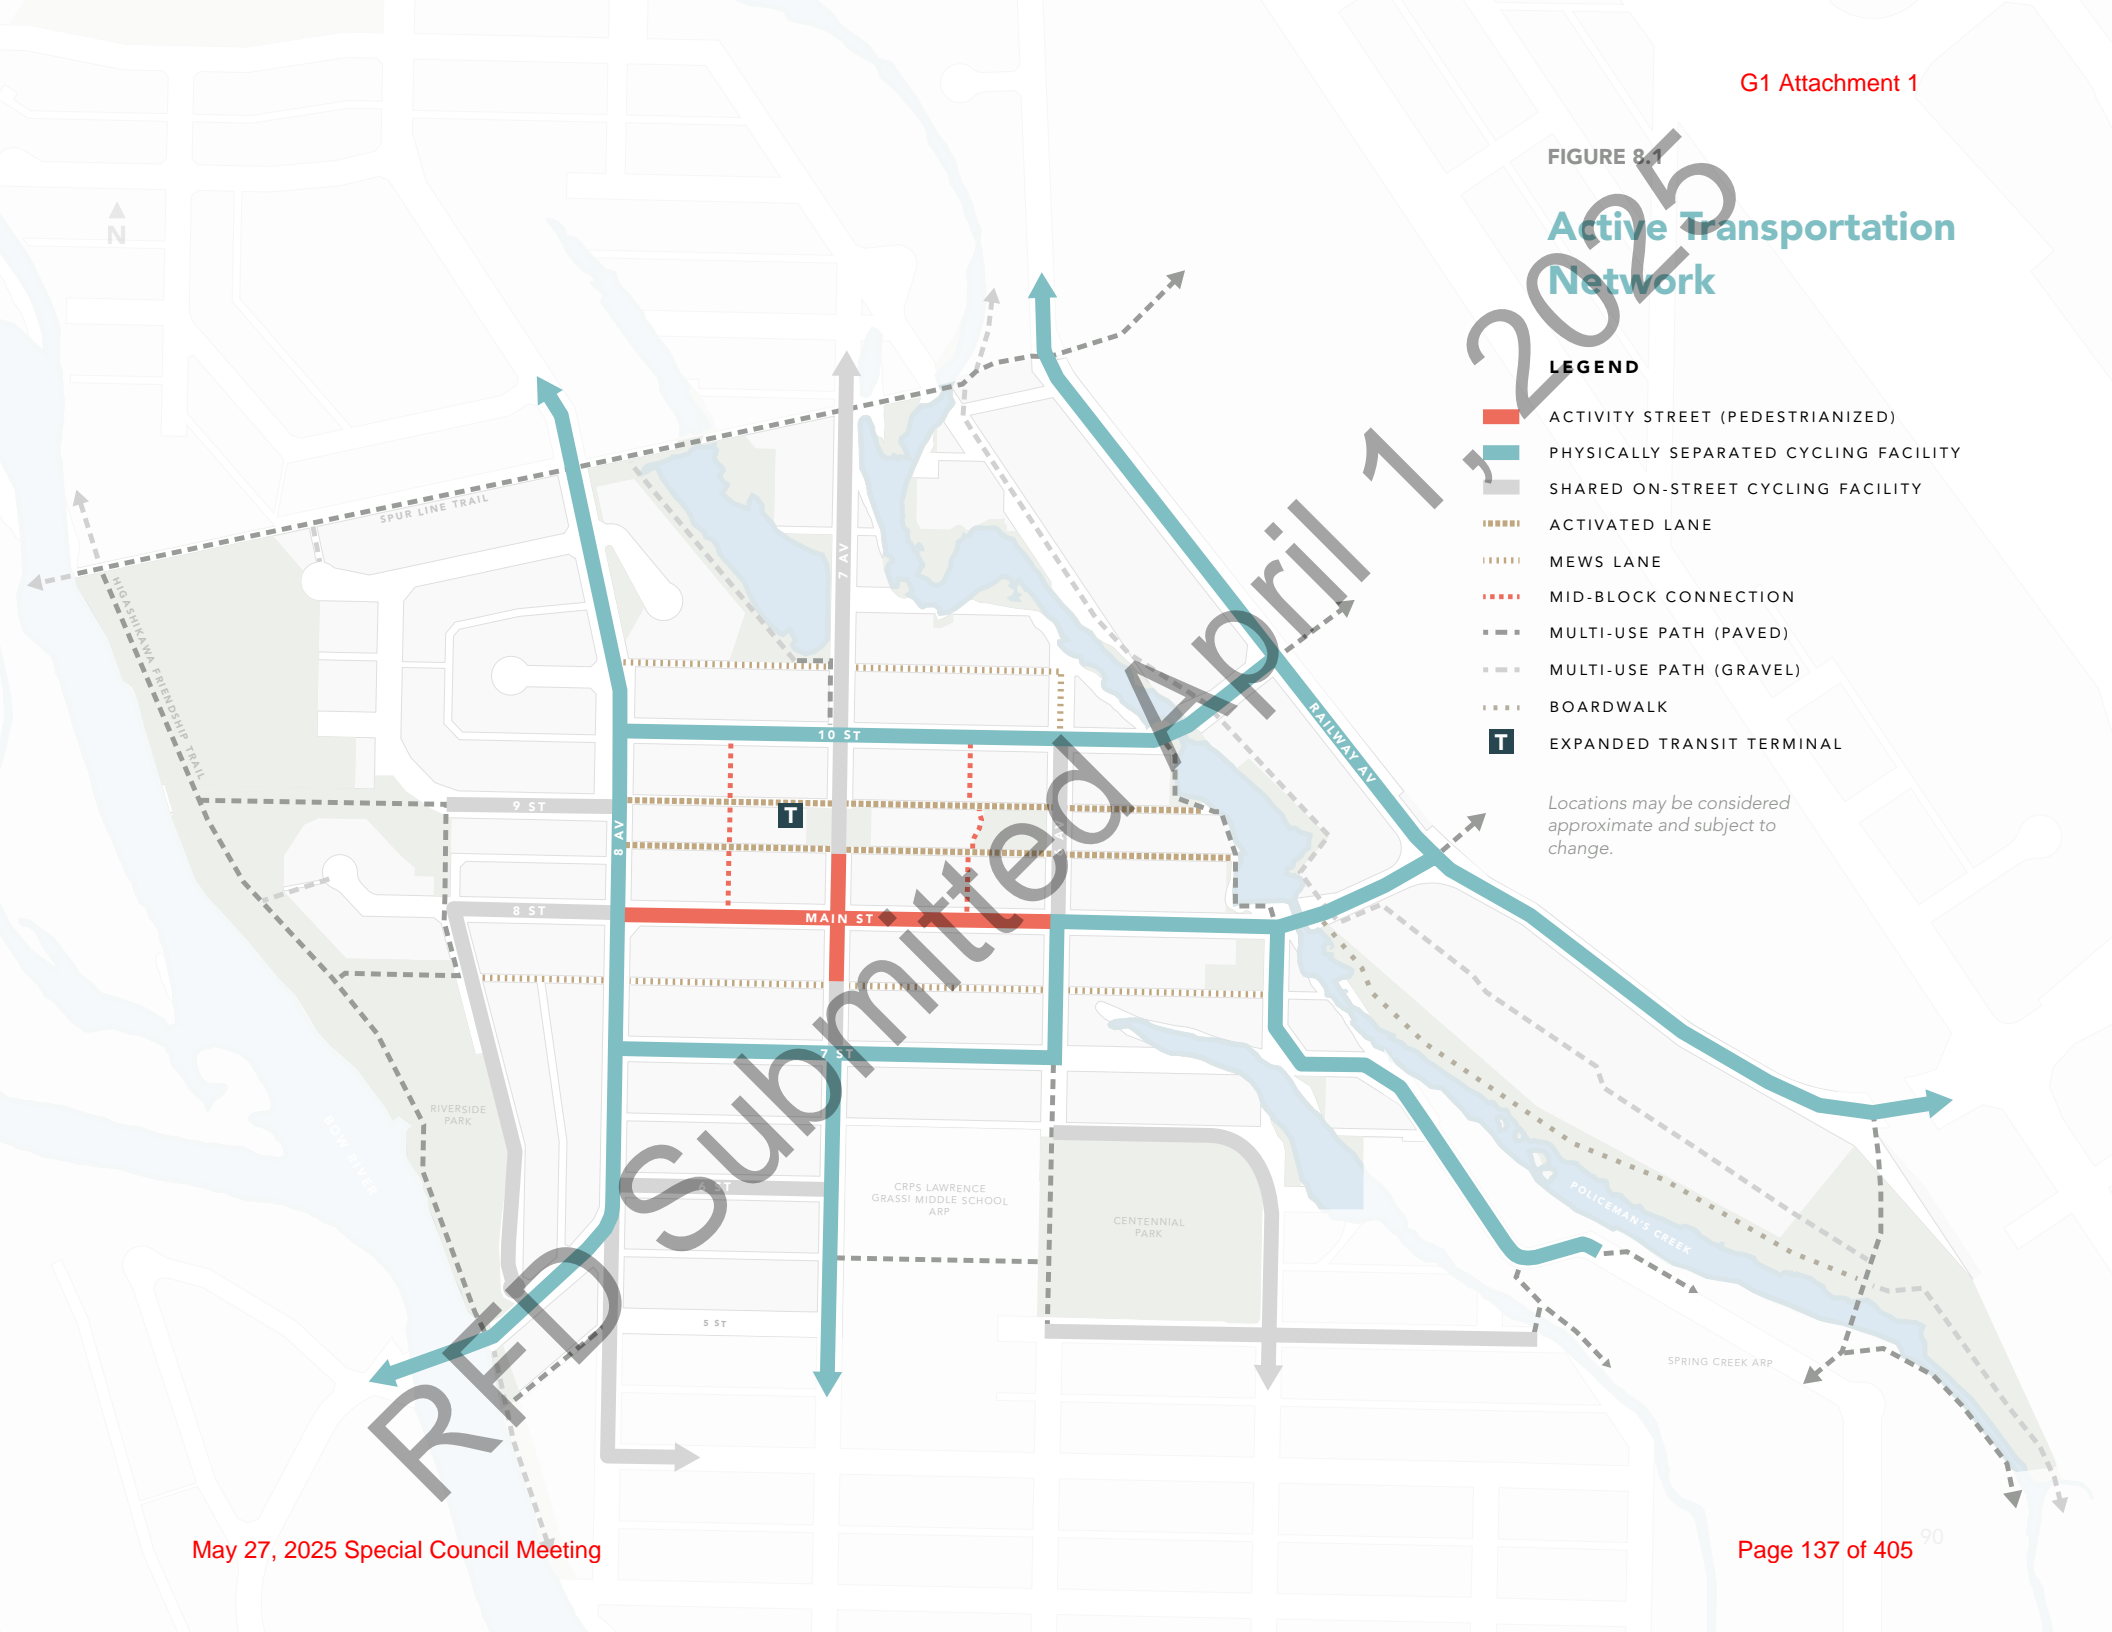 G1 Attachment 1
FIGURE 8.1
Active Transportation
Network
LEGEND
ACTIVITY STREET (PEDESTRIANIZED)
PHYSICALLY SEPARATED CYCLING FACILITY
SHARED ON-STREET CYCLING FACILITY
ACTIVATED LANE
MEWS LANE
MID-BLOCK CONNECTION
MULTI-USE PATH (PAVED)
MULTI-USE PATH (GRAVEL)
BOARDWALK
T
EXPANDED TRANSIT TERMINAL
Locations may be considered
approximate and subject to
change.
N
SPUR LINE TRAIL
HIGASHIKAWA FRIENDSHIP TRAIL
7 AV
10 ST
RAILWAY AV
9 ST
8 AV
T
AV
8 ST
MAIN ST
7 ST
RIVERSIDE
PARK
BOW RIVER
6 ST
CRPS LAWRENCE
GRASSI MIDDLE SCHOOL
ARP
CENTENNIAL
PARK
POLICEMAN'S CREEK
5 ST
SPRING CREEK ARP
RFD Submitted April 1, 2025
May 27, 2025 Special Council Meeting
Page 137 of 405
90